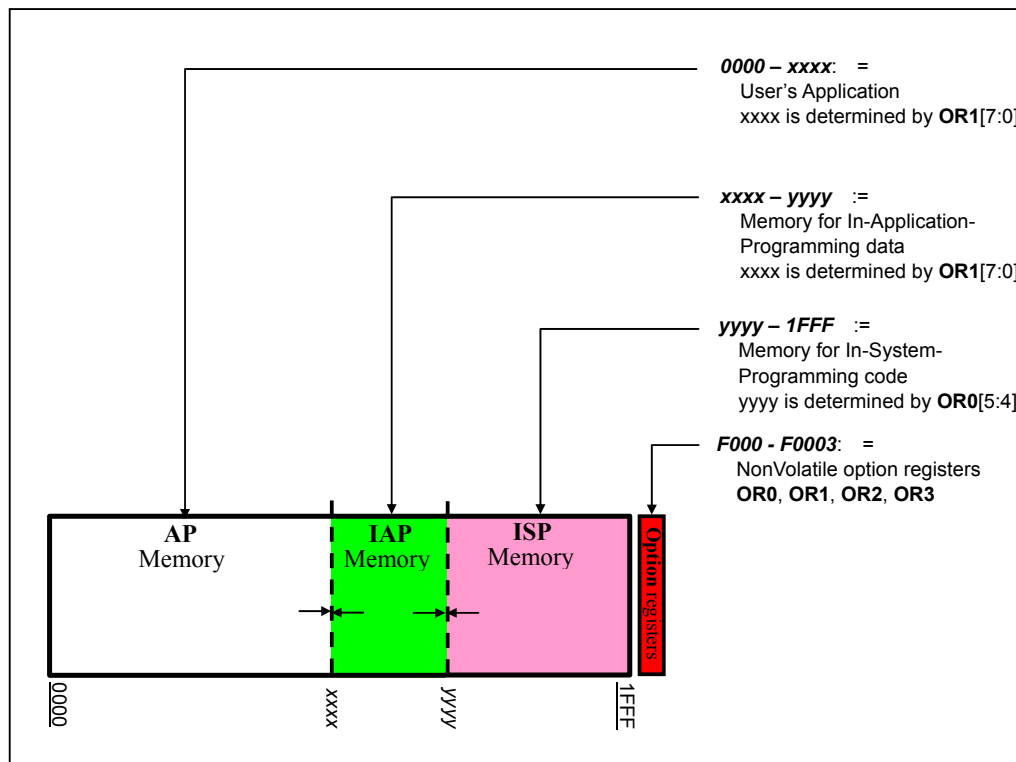 0000 – xxxx: =
User's Application
xxxx is determined by OR1[7:0]
xxxx – yyyy :=
Memory for In-Application-
Programming data
xxxx is determined by OR1[7:0]
yyyy – 1FFF :=
Memory for In-System-
Programming code
yyyy is determined by OR0[5:4]
F000 - F0003: =
NonVolatile option registers
OR0, OR1, OR2, OR3
AP
Memory
IAP
Memory
ISP
Memory
Option registers
0000
xxxx
yyyy
1FFF